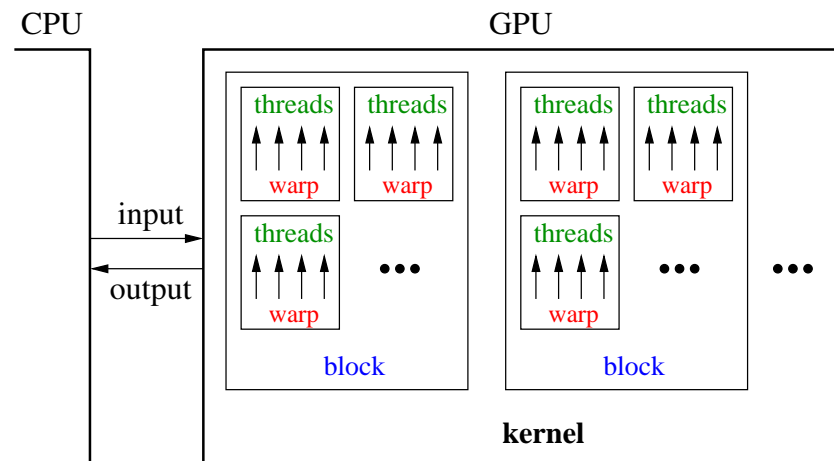 CPU
GPU
threads
threads
threads
threads
warp
warp
warp
warp
input
threads
threads
output
warp
warp
block
block
kernel